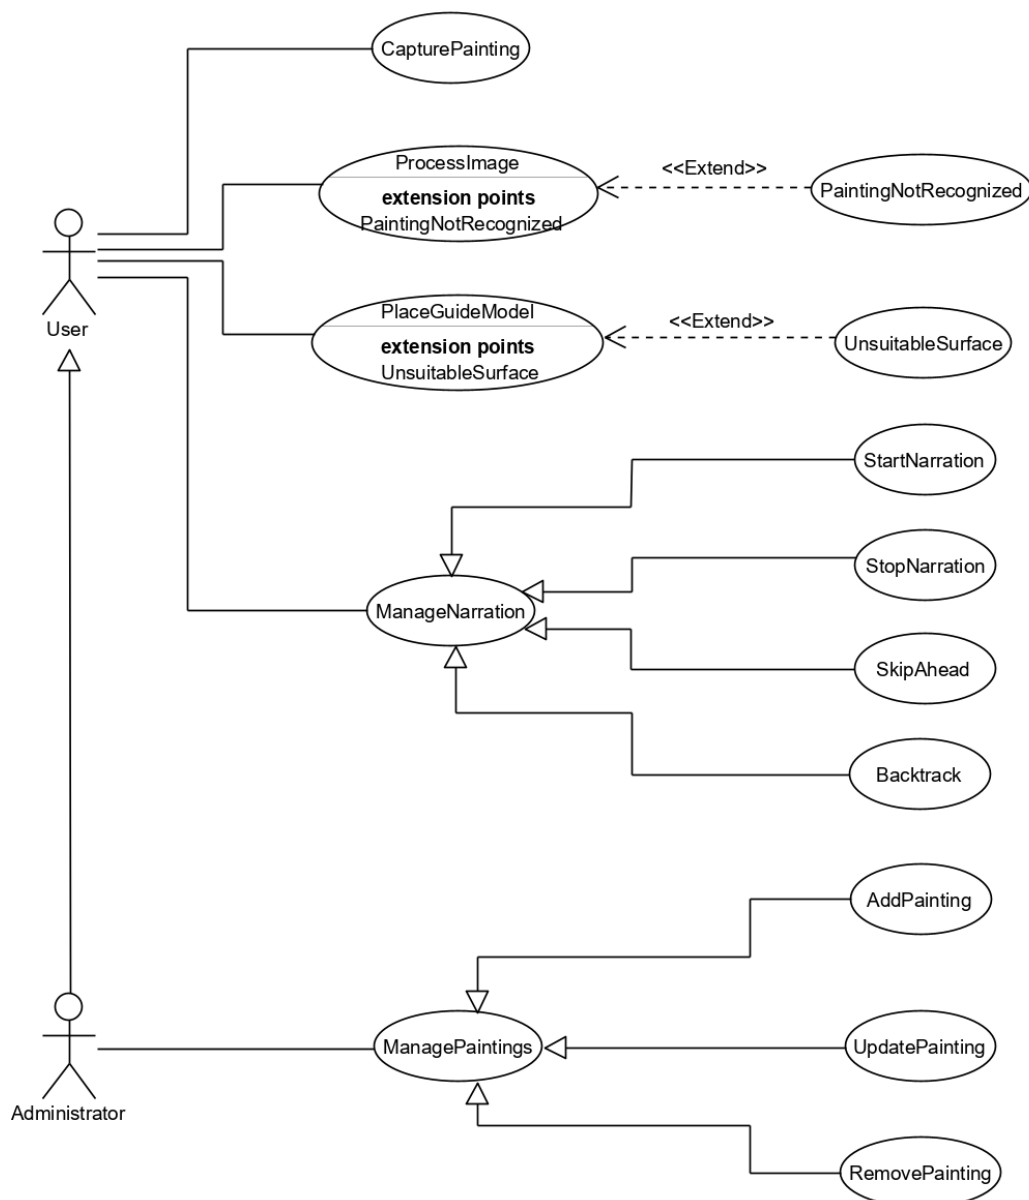 CapturePainting
ProcessImage
extension points
PaintingNotRecognized
<<Extend>>
PaintingNotRecognized
User
PlaceGuideModel
extension points
UnsuitableSurface
<<Extend>>
UnsuitableSurface
StartNarration
StopNarration
ManageNarration
SkipAhead
Backtrack
AddPainting
ManagePaintings
UpdatePainting
Administrator
RemovePainting